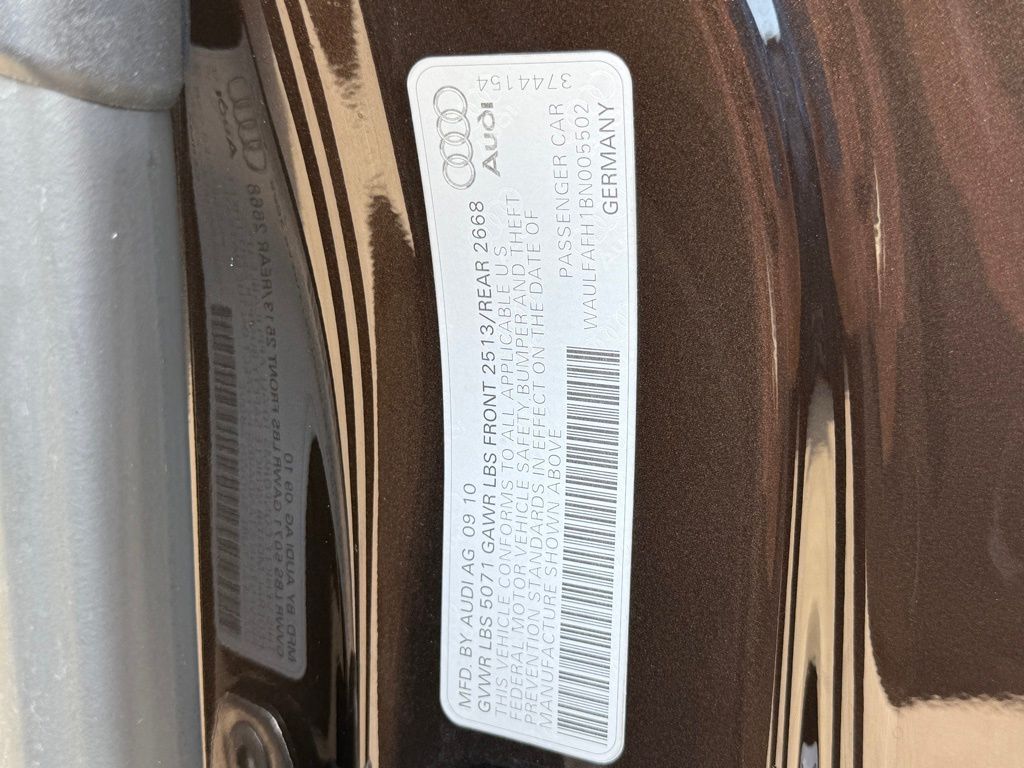 MFD. BY AUDI AG 09 10
GVWR LBS 5071 GAWR LBS FRONT 2513/REAR 2668
THIS VEHICLE CONFORMS TO ALL APPLICABLE U S
FEDERAL MOTOR VEHICLE SAFETY BUMPER AND THEFT
PREVENTION STANDARDS IN EFFECT ON THE DATE OF
MANUFACTURE SHOWN ABOVE
PASSENGER CAR
WAULFAFH1BN005502
GERMANY
3744154
Audi